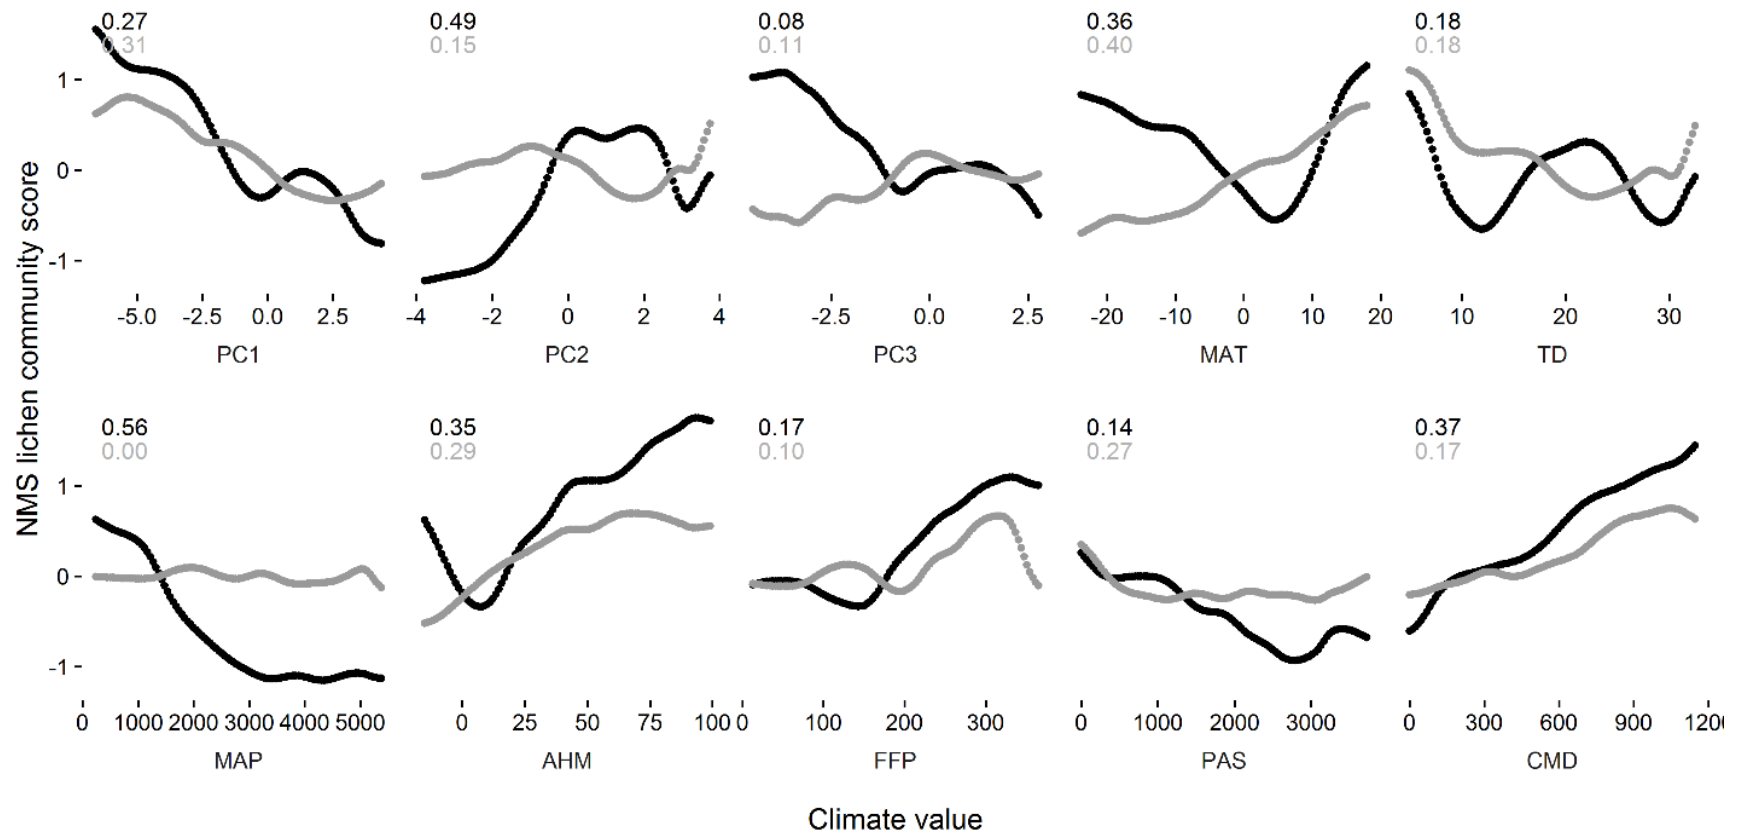 NMS lichen community score
0.27
0.31
0.49
0.15
0.08
0.11
0.36
0.40
0.18
0.18
1
0
-1
-5.0 -2.5 0.0 2.5
-4 -2 0 2 4
-2.5 0.0 2.5
-20 -10 0 10 20
10 20 30
PC1
PC2
PC3
MAT
TD
0.56
0.00
0.35
0.29
0.17
0.10
0.14
0.27
0.37
0.17
1
0
-1
0 1000 2000 3000 4000 5000
0 25 50 75 100
0 100 200 300
0 1000 2000 3000
0 300 600 900
MAP
AHM
FFP
PAS
CMD
Climate value